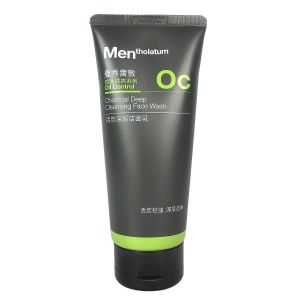 Mentholatum
曼秀雷敦
Oil Control
Oc
Charcoal Deep
Cleansing Face Wash
活炭深层洁面乳